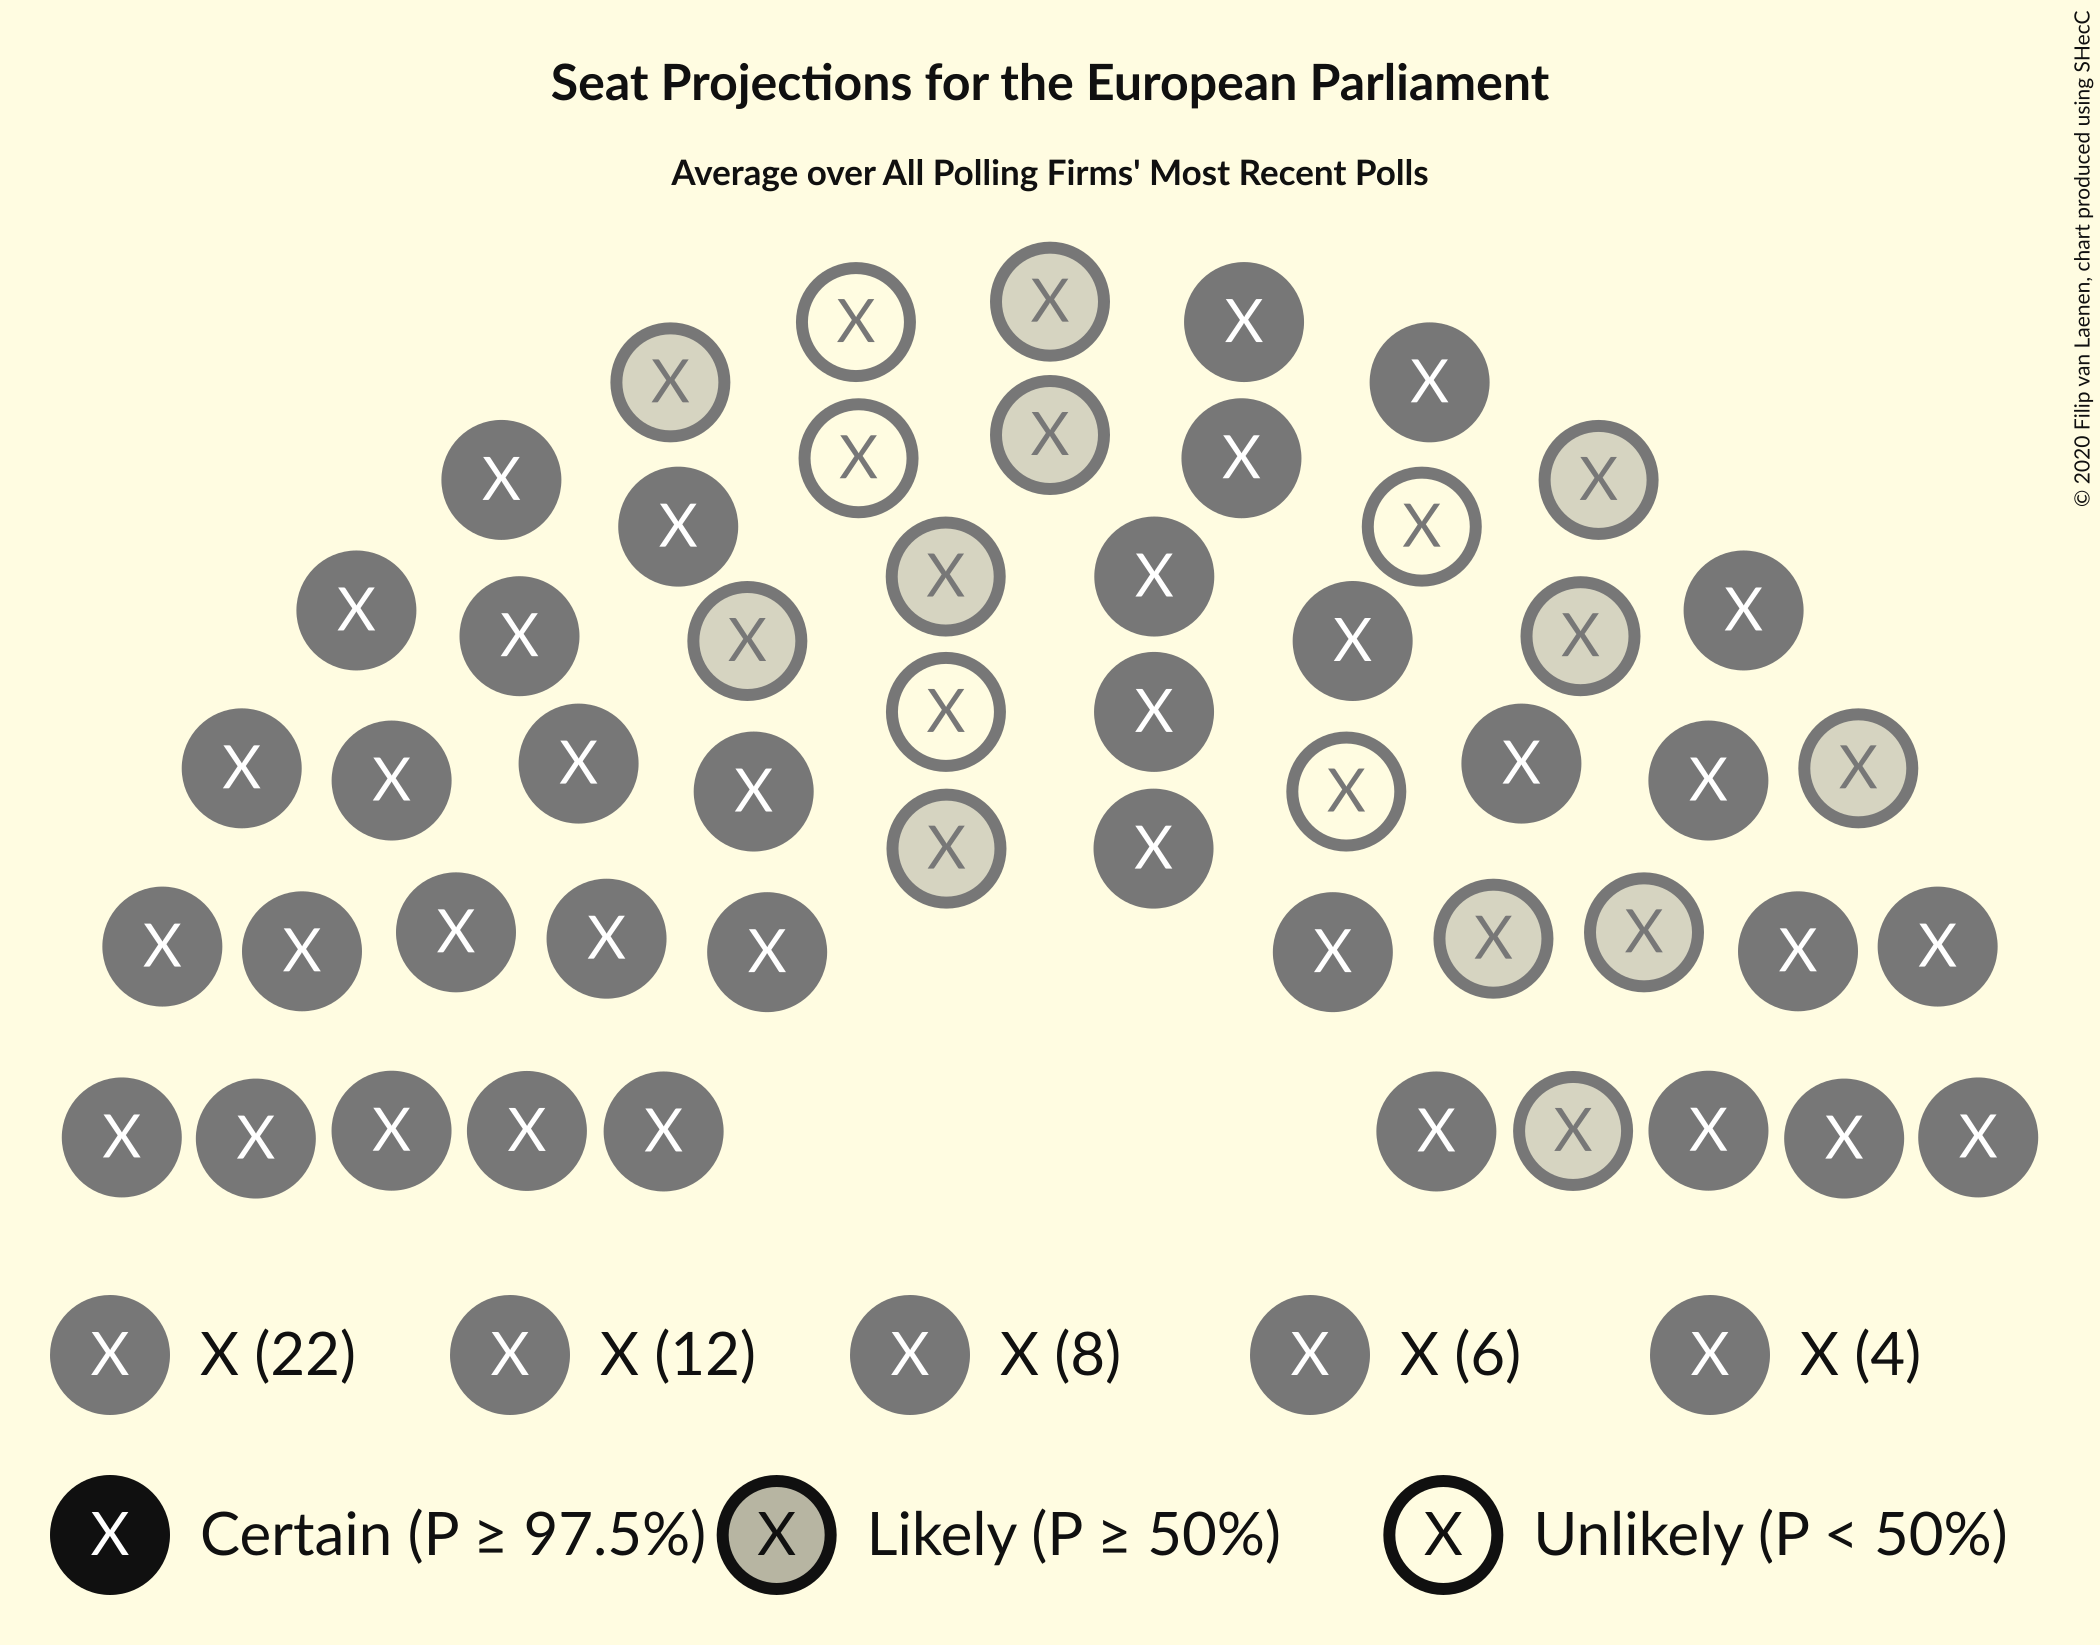 Seat Projections for the European Parliament
Average over All Polling Firms' Most Recent Polls
© 2020 Filip van Laenen, chart produced using SHecC
X X X
X X
X X X
X X X
X X X
X X
X X X X
X X
X X X X
X X
X X X X
X X X X
X X
X X X X
X X X X
X X X X X X
X X X X X X X X X X
X X (22) X X (12) X X (8) X X (6) X X (4)
X Certain (P ≥ 97.5%) X Likely (P ≥ 50%) X Unlikely (P < 50%)